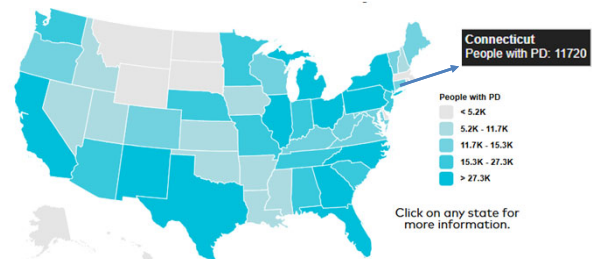 Connecticut
People with PD: 11720
People with PD
< 5.2K
5.2K - 11.7K
11.7K - 15.3K
15.3K - 27.3K
> 27.3K
Click on any state for
more information.